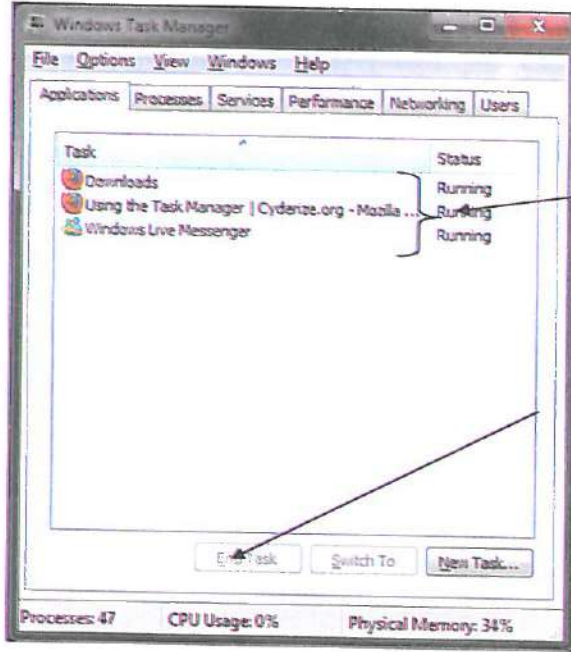 Windows Task Manager
File Options View Windows Help
Applications Processes Services Performance Networking Users
Task Status
Downloads Running
Using the Task Manager | Cyderize.org - Mozilla ... Running
Windows Live Messenger Running
End Task Switch To New Task...
Processes: 47 CPU Usage: 0% Physical Memory: 34%